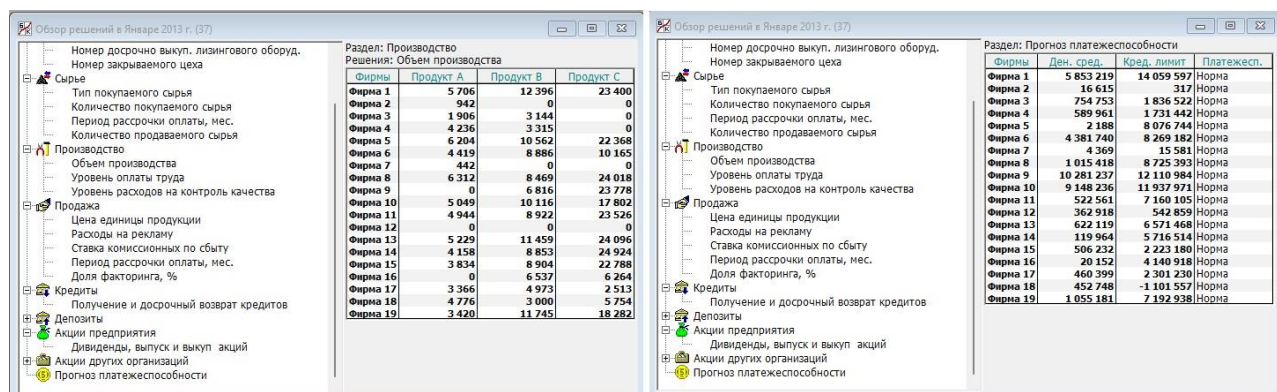 Обзор решений в Январе 2013 г. (37)
Номер досрочно выкуп. лизингового оборуд.
Номер закрываемого цеха
Сырье
Тип покупаемого сырья
Количество покупаемого сырья
Период рассрочки оплаты, мес.
Количество продаваемого сырья
Производство
Объем производства
Уровень оплаты труда
Уровень расходов на контроль качества
Продажа
Цена единицы продукции
Расходы на рекламу
Ставка комиссионных по сбыту
Период рассрочки оплаты, мес.
Доля факторинга, %
Кредиты
Получение и досрочный возврат кредитов
Депозиты
Акции предприятия
Дивиденды, выпуск и выкуп акций
Акции других организаций
Прогноз платежеспособности
Раздел: Производство
Решения: Объем производства
Фирмы Продукт A Продукт B Продукт C
Фирма 1 5 706 12 396 23 400
Фирма 2 942 0 0
Фирма 3 1 906 3 144 0
Фирма 4 4 236 3 315 0
Фирма 5 6 204 10 562 22 368
Фирма 6 4 419 8 886 10 165
Фирма 7 442 0 0
Фирма 8 6 312 8 469 24 018
Фирма 9 0 6 816 23 778
Фирма 10 5 049 10 116 17 802
Фирма 11 4 944 8 922 23 526
Фирма 12 0 0 0
Фирма 13 5 229 11 459 24 096
Фирма 14 4 158 8 853 24 924
Фирма 15 3 834 8 904 22 788
Фирма 16 0 6 537 6 264
Фирма 17 3 366 4 973 2 513
Фирма 18 4 776 3 000 5 754
Фирма 19 3 420 11 745 18 282
Обзор решений в Январе 2013 г. (37)
Номер досрочно выкуп. лизингового оборуд.
Номер закрываемого цеха
Сырье
Тип покупаемого сырья
Количество покупаемого сырья
Период рассрочки оплаты, мес.
Количество продаваемого сырья
Производство
Объем производства
Уровень оплаты труда
Уровень расходов на контроль качества
Продажа
Цена единицы продукции
Расходы на рекламу
Ставка комиссионных по сбыту
Период рассрочки оплаты, мес.
Доля факторинга, %
Кредиты
Получение и досрочный возврат кредитов
Депозиты
Акции предприятия
Дивиденды, выпуск и выкуп акций
Акции других организаций
Прогноз платежеспособности
Раздел: Прогноз платежеспособности
Фирмы Ден. сред. Кред. лимит Платежесп.
Фирма 1 5 853 219 14 059 597 Норма
Фирма 2 16 615 317 Норма
Фирма 3 754 753 1 836 522 Норма
Фирма 4 589 961 1 731 442 Норма
Фирма 5 2 188 8 076 744 Норма
Фирма 6 4 381 740 8 269 182 Норма
Фирма 7 4 369 15 581 Норма
Фирма 8 1 015 418 8 725 393 Норма
Фирма 9 10 281 237 12 110 984 Норма
Фирма 10 9 148 236 11 937 971 Норма
Фирма 11 522 561 7 160 105 Норма
Фирма 12 362 918 542 859 Норма
Фирма 13 622 119 6 571 468 Норма
Фирма 14 119 964 5 716 514 Норма
Фирма 15 506 232 2 223 180 Норма
Фирма 16 20 152 4 140 918 Норма
Фирма 17 460 399 2 301 230 Норма
Фирма 18 452 748 -1 101 557 Норма
Фирма 19 1 055 181 7 192 938 Норма